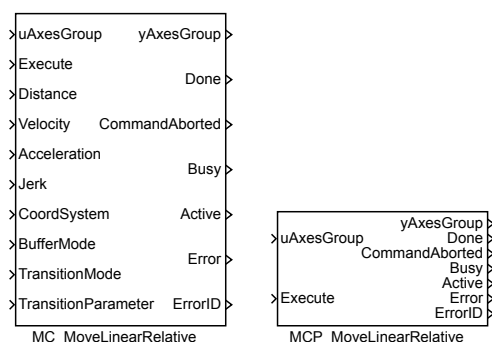 uAxesGroup yAxesGroup
Execute
Done
Distance
Velocity CommandAborted
Acceleration
Busy
Jerk
CoordSystem Active
BufferMode
Error
TransitionMode
TransitionParameter ErrorID
MC_MoveLinearRelative
yAxesGroup
uAxesGroup Done
CommandAborted
Busy
Active
Execute Error
ErrorID
MCP_MoveLinearRelative